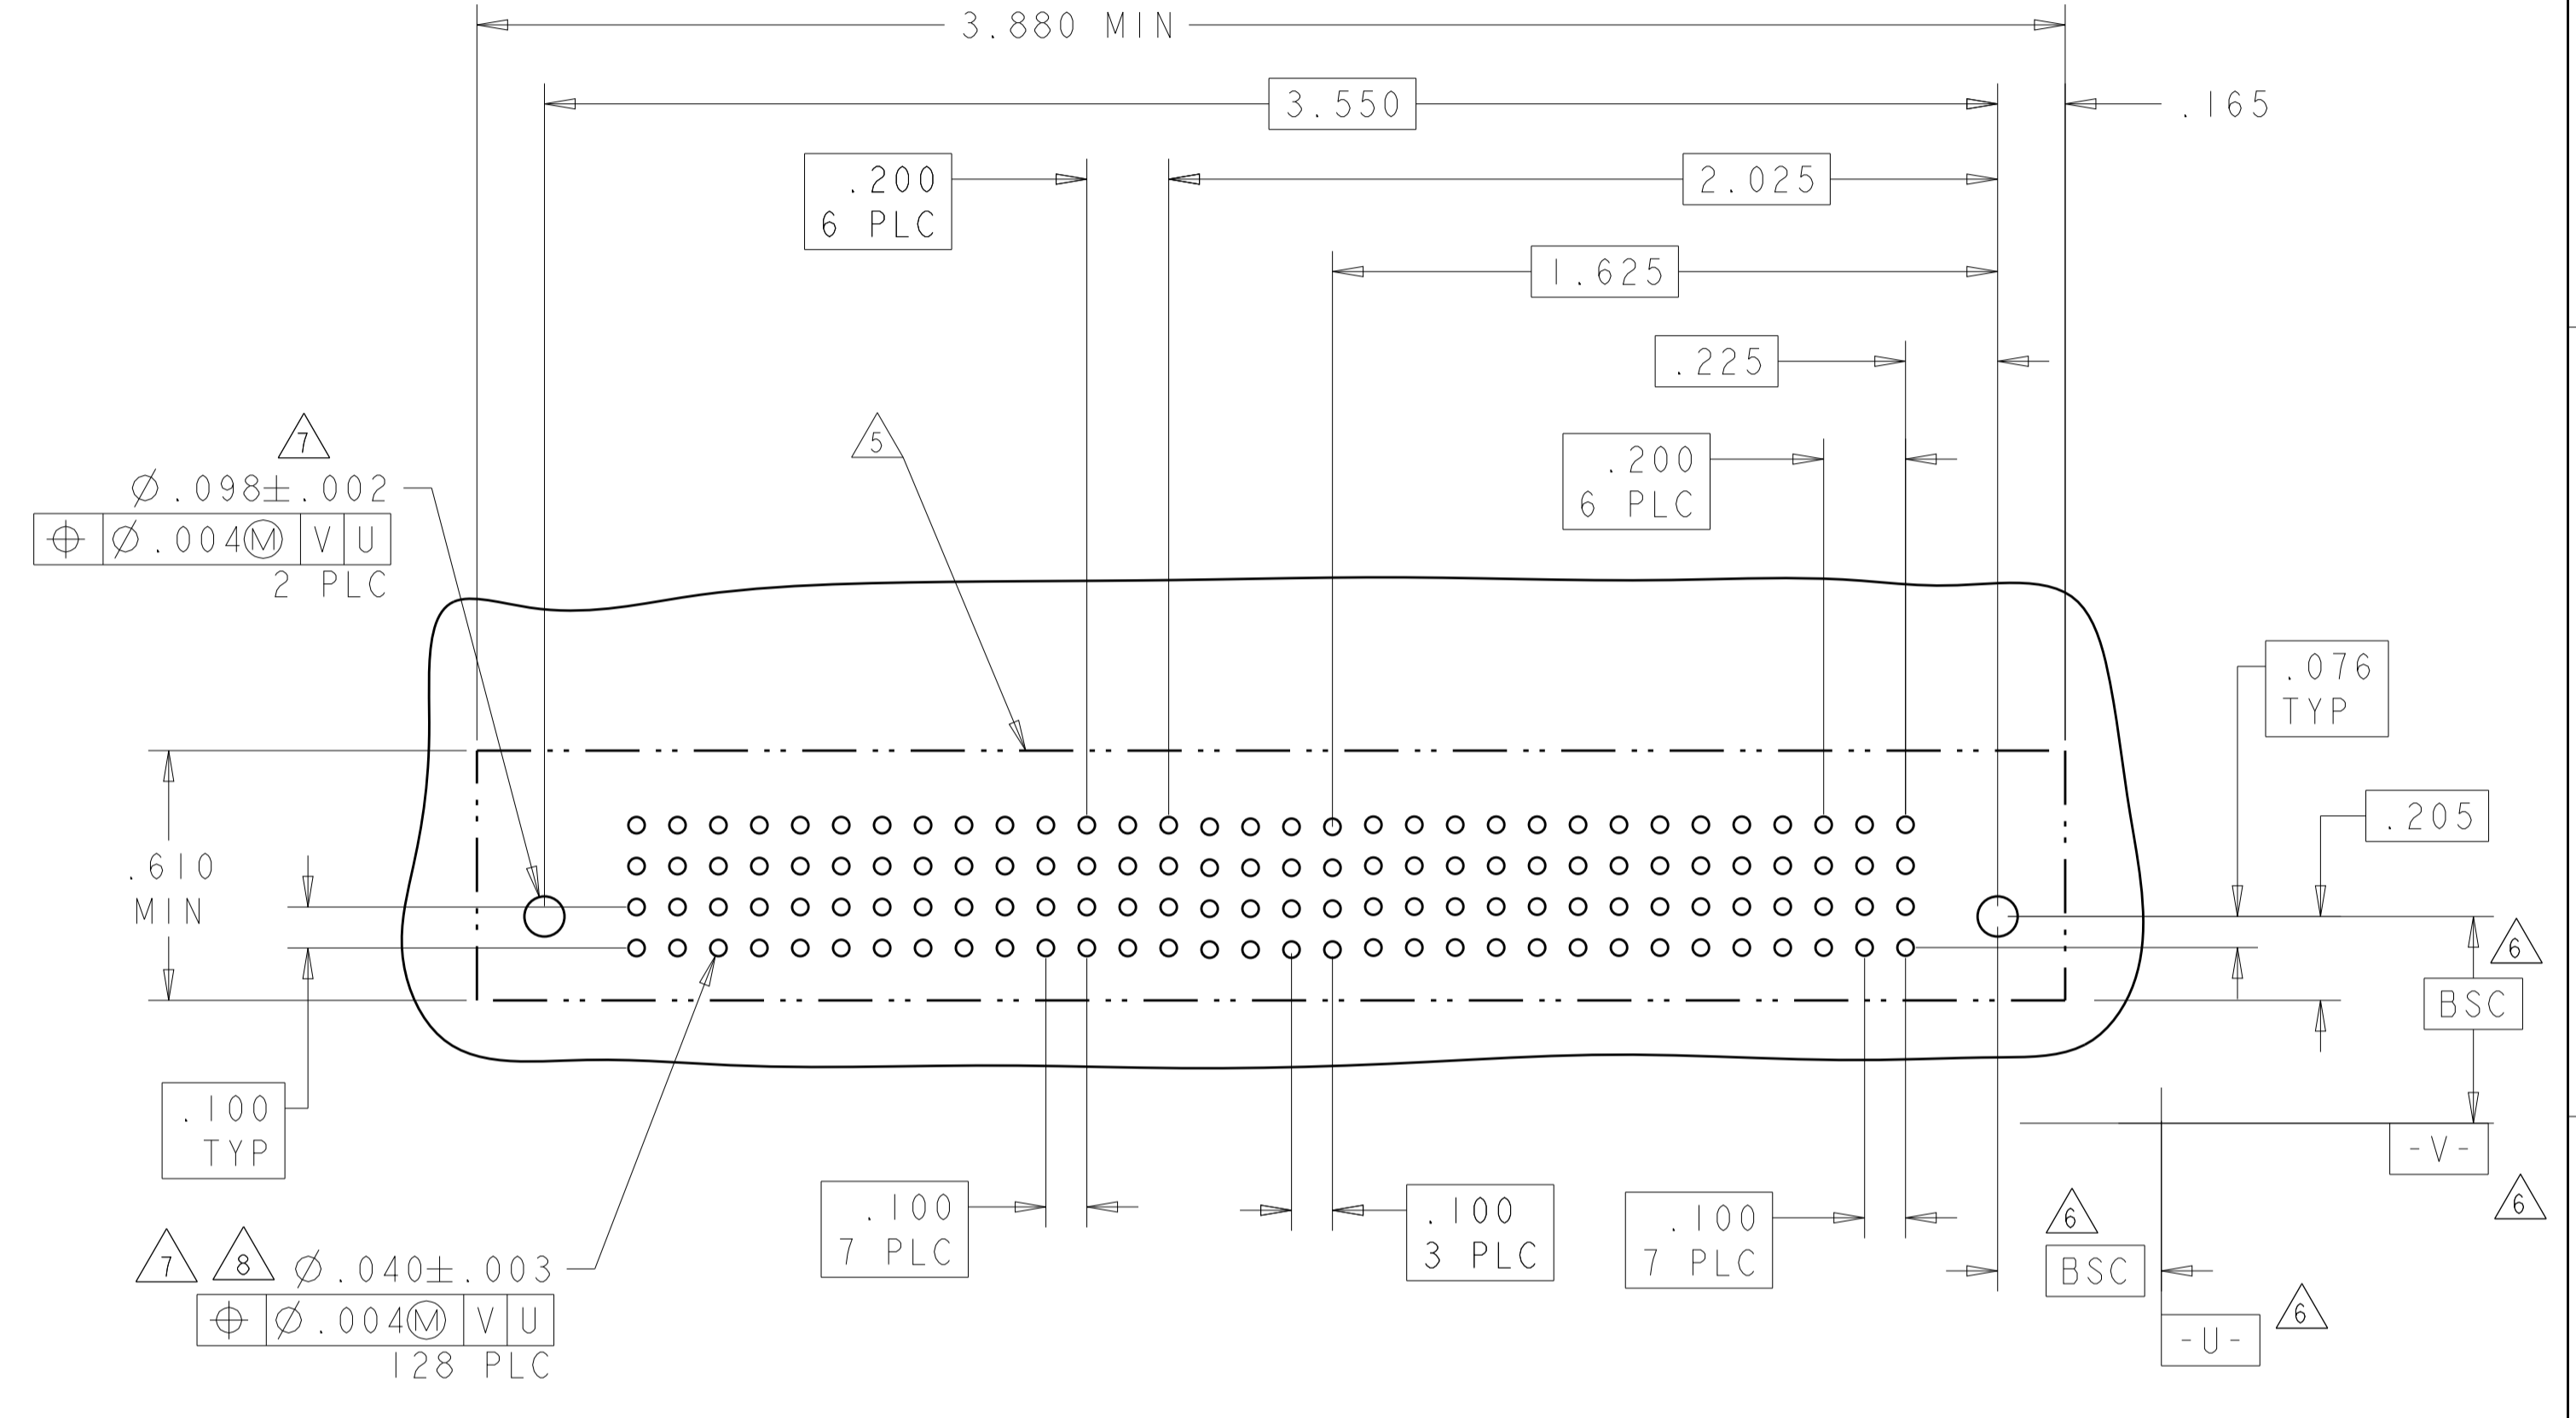 3.880 MIN
3.550
.165
.200
6 PLC
2.025
1.625
.225
.200
6 PLC
7
5
Ø.098±.002
⌖ Ø.004Ⓜ V U
2 PLC
.076
TYP
.205
.610
MIN
6
BSC
.100
TYP
-V-
6
.100
7 PLC
.100
3 PLC
.100
7 PLC
6
BSC
7 8 Ø.040±.003
⌖ Ø.004Ⓜ V U
128 PLC
-U-
6